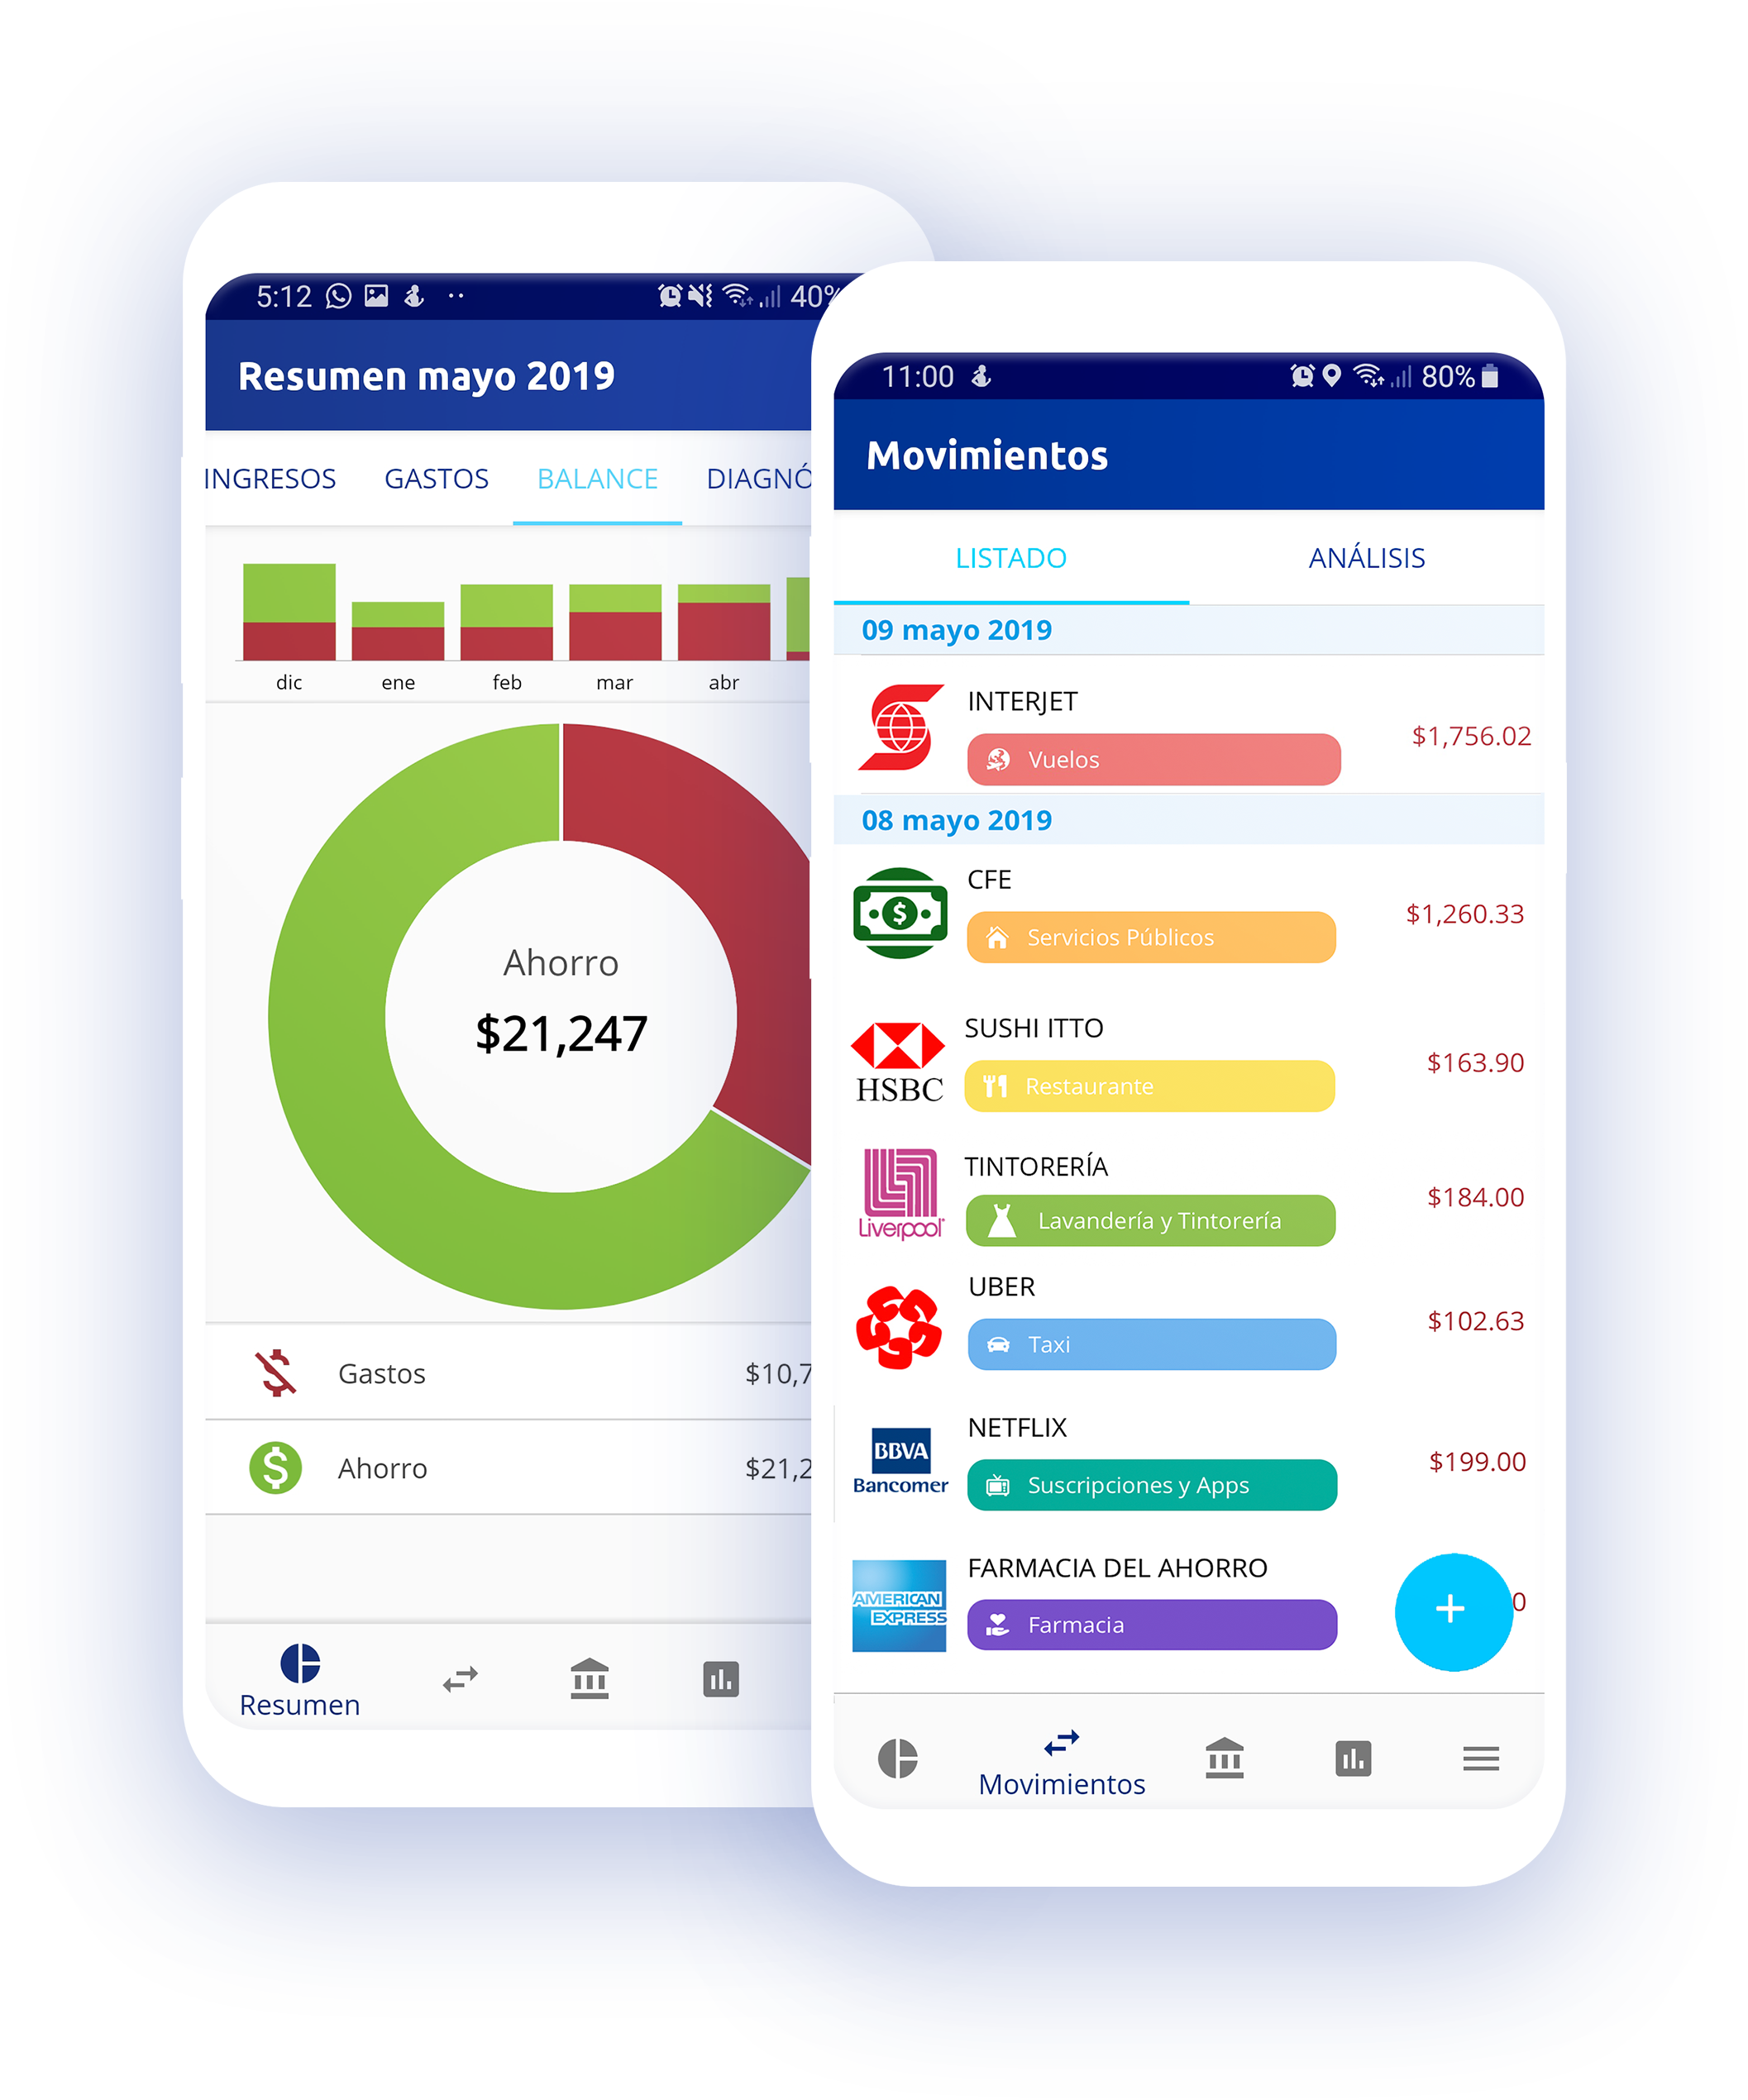 5:12
40%
Resumen mayo 2019
INGRESOS GASTOS BALANCE DIAGNÓ
dic ene feb mar abr
Ahorro
$21,247
Gastos $10,7
Ahorro $21,2
Resumen
11:00
80%
Movimientos
LISTADO ANÁLISIS
09 mayo 2019
INTERJET
Vuelos
$1,756.02
08 mayo 2019
CFE
Servicios Públicos
$1,260.33
SUSHI ITTO
HSBC
Restaurante
$163.90
TINTORERÍA
Liverpool
Lavandería y Tintorería
$184.00
UBER
Taxi
$102.63
NETFLIX
BBVA
Bancomer
Suscripciones y Apps
$199.00
FARMACIA DEL AHORRO
AMERICAN
EXPRESS
Farmacia
+
0
Movimientos